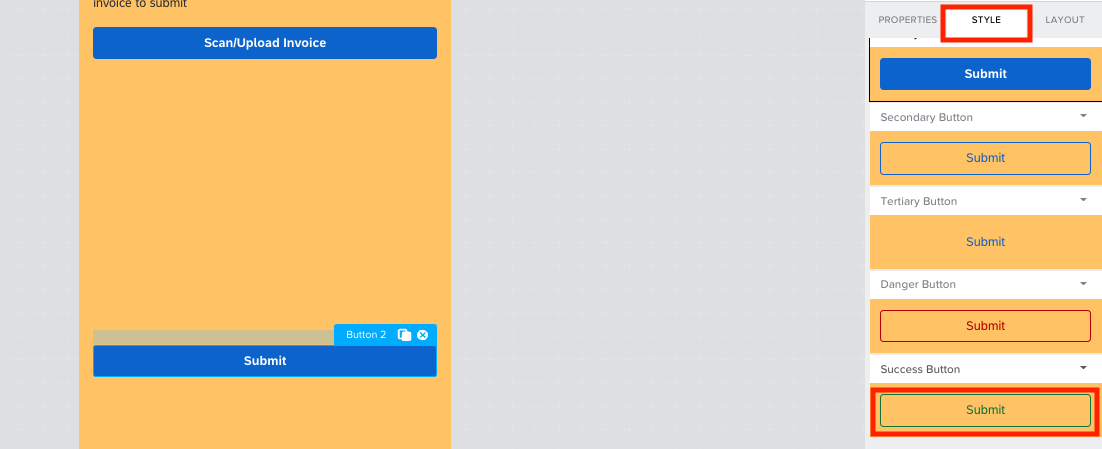 invoice to submit
Scan/Upload Invoice
Button 2
Submit
PROPERTIES
STYLE
LAYOUT
Submit
Secondary Button
Submit
Tertiary Button
Submit
Danger Button
Submit
Success Button
Submit